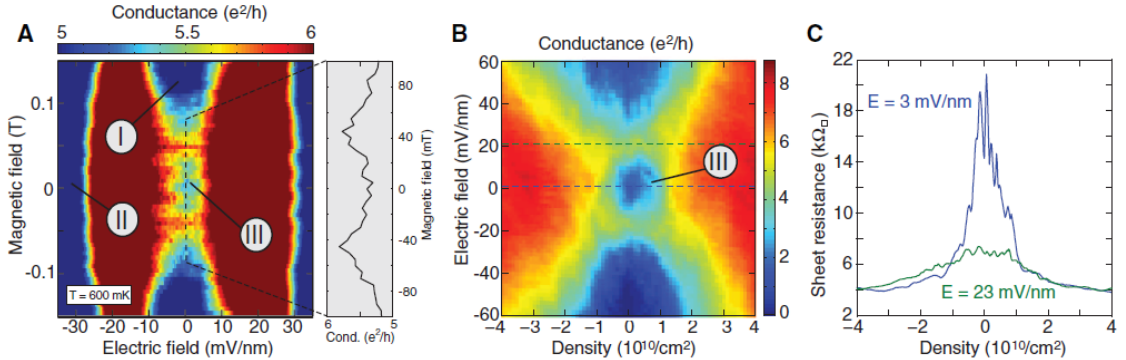 A
Conductance (e²/h)
5 5.5 6
Magnetic field (T)
0.1
0
-0.1
I
II
III
T = 600 mK
-30 -20 -10 0 10 20 30
Electric field (mV/nm)
80
40
0
-40
-80
Magnetic field (mT)
6 5
Cond. (e²/h)
B
Conductance (e²/h)
Electric field (mV/nm)
60
40
20
0
-20
-40
-60
III
8
6
4
2
0
−4 −3 −2 −1 0 1 2 3 4
Density (10¹⁰/cm²)
C
Sheet resistance (kΩ□)
22
18
14
10
6
2
E = 3 mV/nm
E = 23 mV/nm
-4 -2 0 2 4
Density (10¹⁰/cm²)